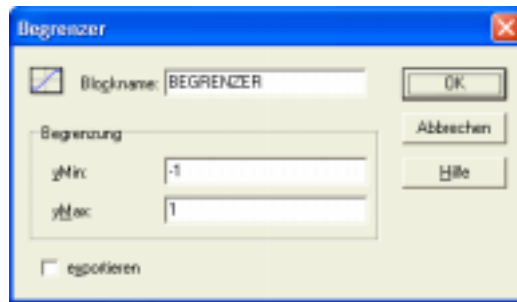 Begrenzer
Blockname: BEGRENZER
OK
Abbrechen
Hilfe
Begrenzung
yMin: -1
yMax: 1
exportieren